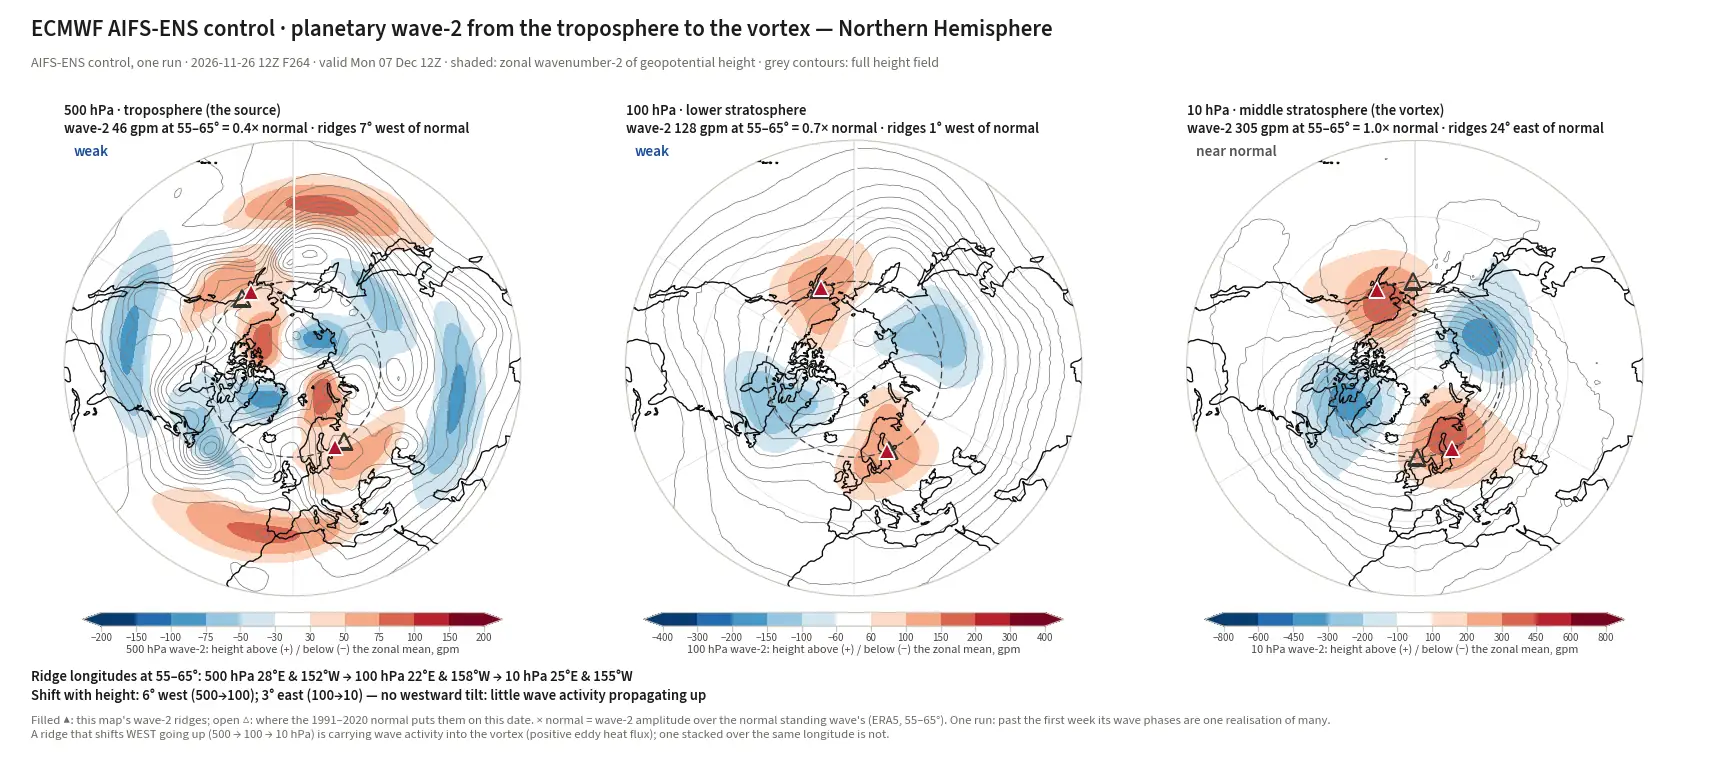 ECMWF AIFS-ENS control · planetary wave-2 from the troposphere to the vortex — Northern Hemisphere
AIFS-ENS control, one run · 2026-11-26 12Z F264 · valid Mon 07 Dec 12Z · shaded: zonal wavenumber-2 of geopotential height · grey contours: full height field
500 hPa · troposphere (the source)
wave-2 46 gpm at 55–65° = 0.4× normal · ridges 7° west of normal
weak
100 hPa · lower stratosphere
wave-2 128 gpm at 55–65° = 0.7× normal · ridges 1° west of normal
weak
10 hPa · middle stratosphere (the vortex)
wave-2 305 gpm at 55–65° = 1.0× normal · ridges 24° east of normal
near normal
−200 −150 −100 −75 −50 −30 30 50 75 100 150 200
500 hPa wave-2: height above (+) / below (−) the zonal mean, gpm
−400 −300 −200 −150 −100 −60 60 100 150 200 300 400
100 hPa wave-2: height above (+) / below (−) the zonal mean, gpm
−800 −600 −450 −300 −200 −100 100 200 300 450 600 800
10 hPa wave-2: height above (+) / below (−) the zonal mean, gpm
Ridge longitudes at 55–65°: 500 hPa 28°E & 152°W → 100 hPa 22°E & 158°W → 10 hPa 25°E & 155°W
Shift with height: 6° west (500→100); 3° east (100→10) — no westward tilt: little wave activity propagating up
Filled ▲: this map's wave-2 ridges; open △: where the 1991–2020 normal puts them on this date. × normal = wave-2 amplitude over the normal standing wave's (ERA5, 55–65°). One run: past the first week its wave phases are one realisation of many.
A ridge that shifts WEST going up (500 → 100 → 10 hPa) is carrying wave activity into the vortex (positive eddy heat flux); one stacked over the same longitude is not.